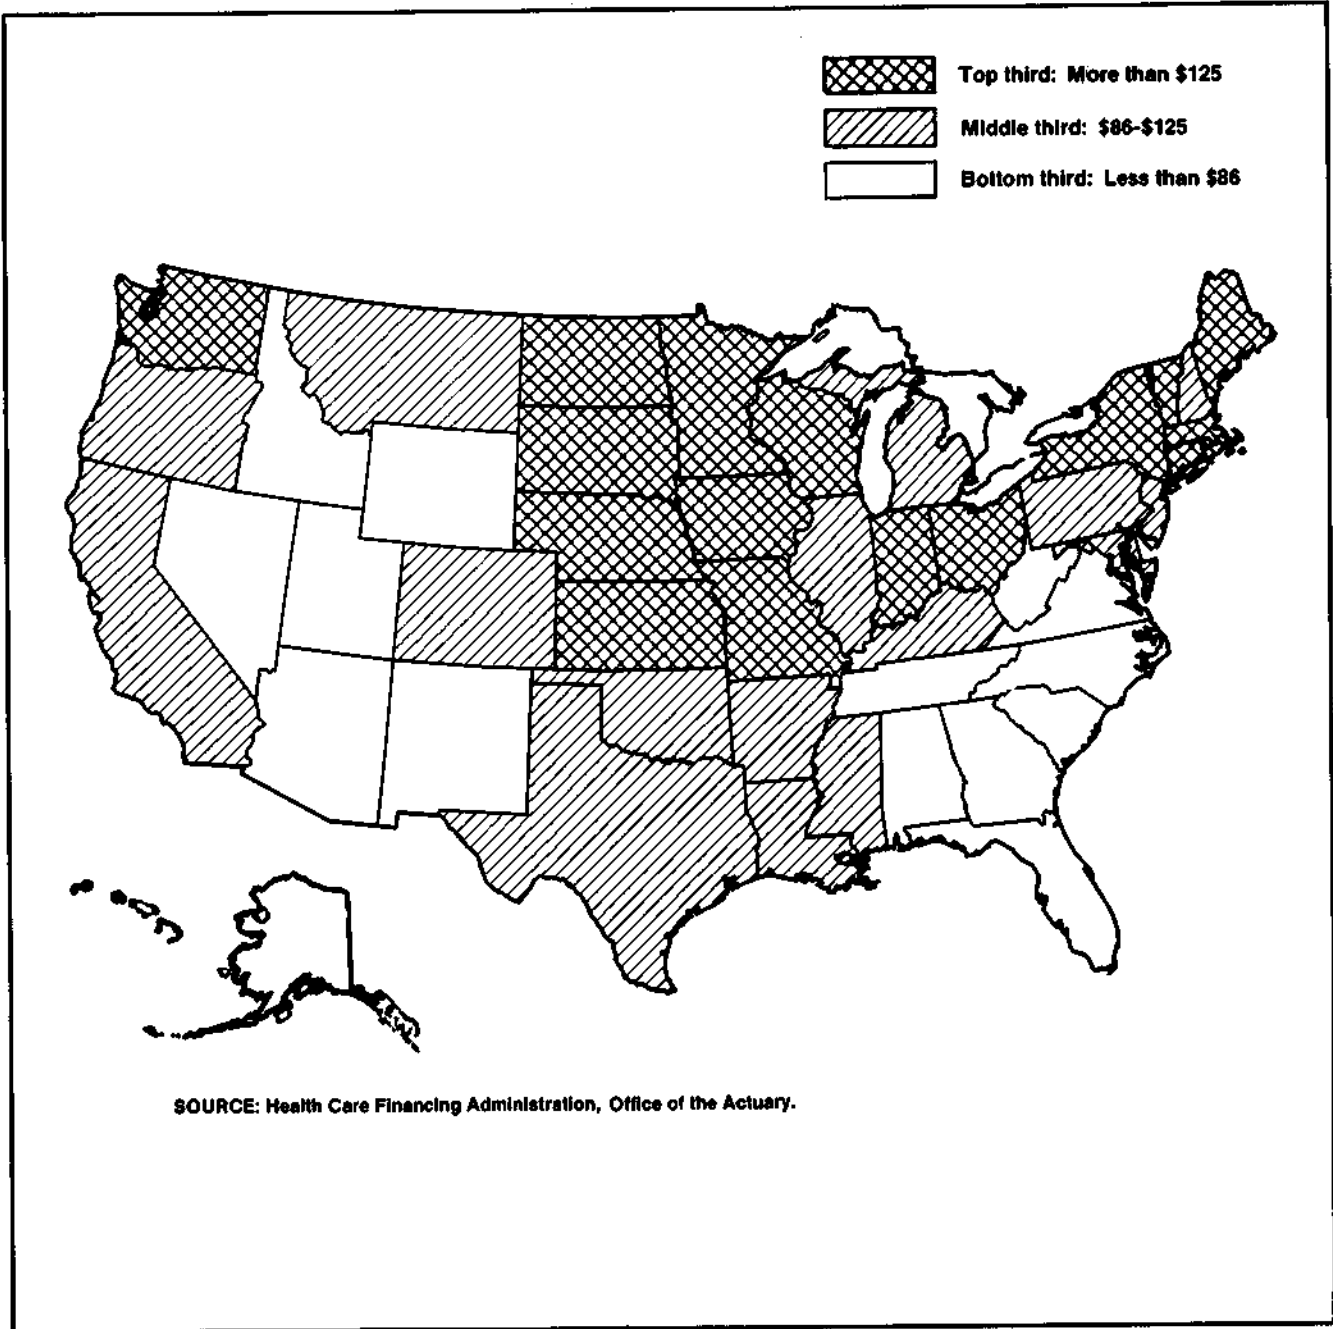 Top third: More than $125
Middle third: $86-$125
Bottom third: Less than $86
SOURCE: Health Care Financing Administration, Office of the Actuary.